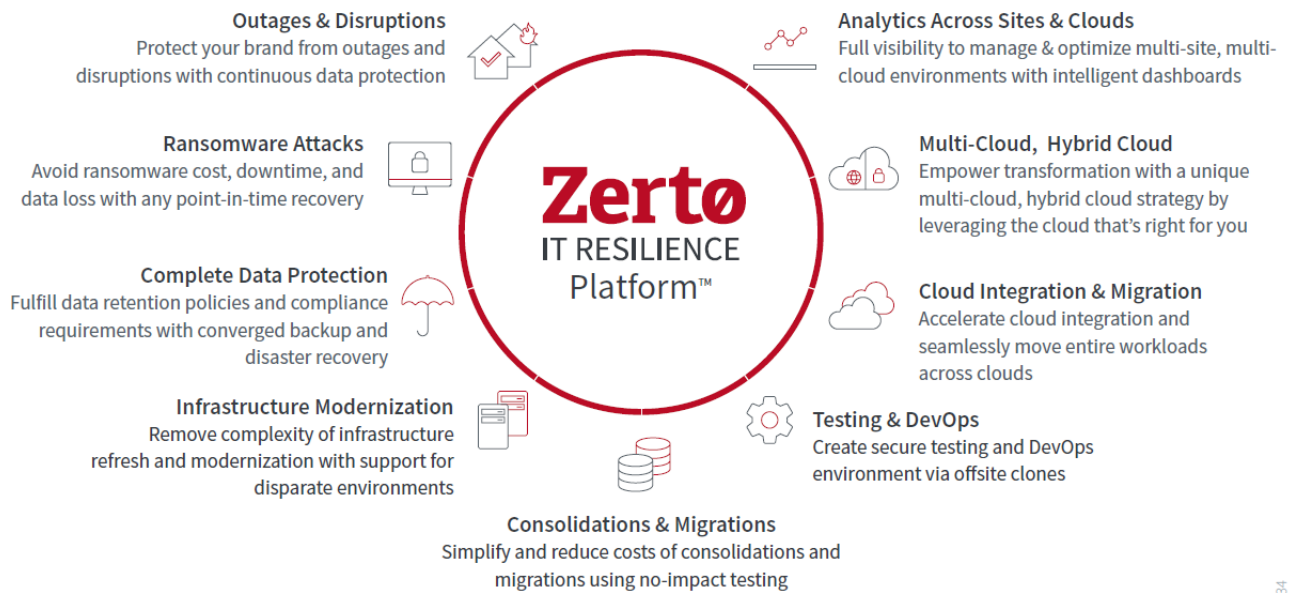 Outages & Disruptions
Protect your brand from outages and
disruptions with continuous data protection
Ransomware Attacks
Avoid ransomware cost, downtime, and
data loss with any point-in-time recovery
Complete Data Protection
Fulfill data retention policies and compliance
requirements with converged backup and
disaster recovery
Infrastructure Modernization
Remove complexity of infrastructure
refresh and modernization with support for
disparate environments
Zertø
IT RESILIENCE
Platform™
Analytics Across Sites & Clouds
Full visibility to manage & optimize multi-site, multi-
cloud environments with intelligent dashboards
Multi-Cloud, Hybrid Cloud
Empower transformation with a unique
multi-cloud, hybrid cloud strategy by
leveraging the cloud that's right for you
Cloud Integration & Migration
Accelerate cloud integration and
seamlessly move entire workloads
across clouds
Testing & DevOps
Create secure testing and DevOps
environment via offsite clones
Consolidations & Migrations
Simplify and reduce costs of consolidations and
migrations using no-impact testing
34